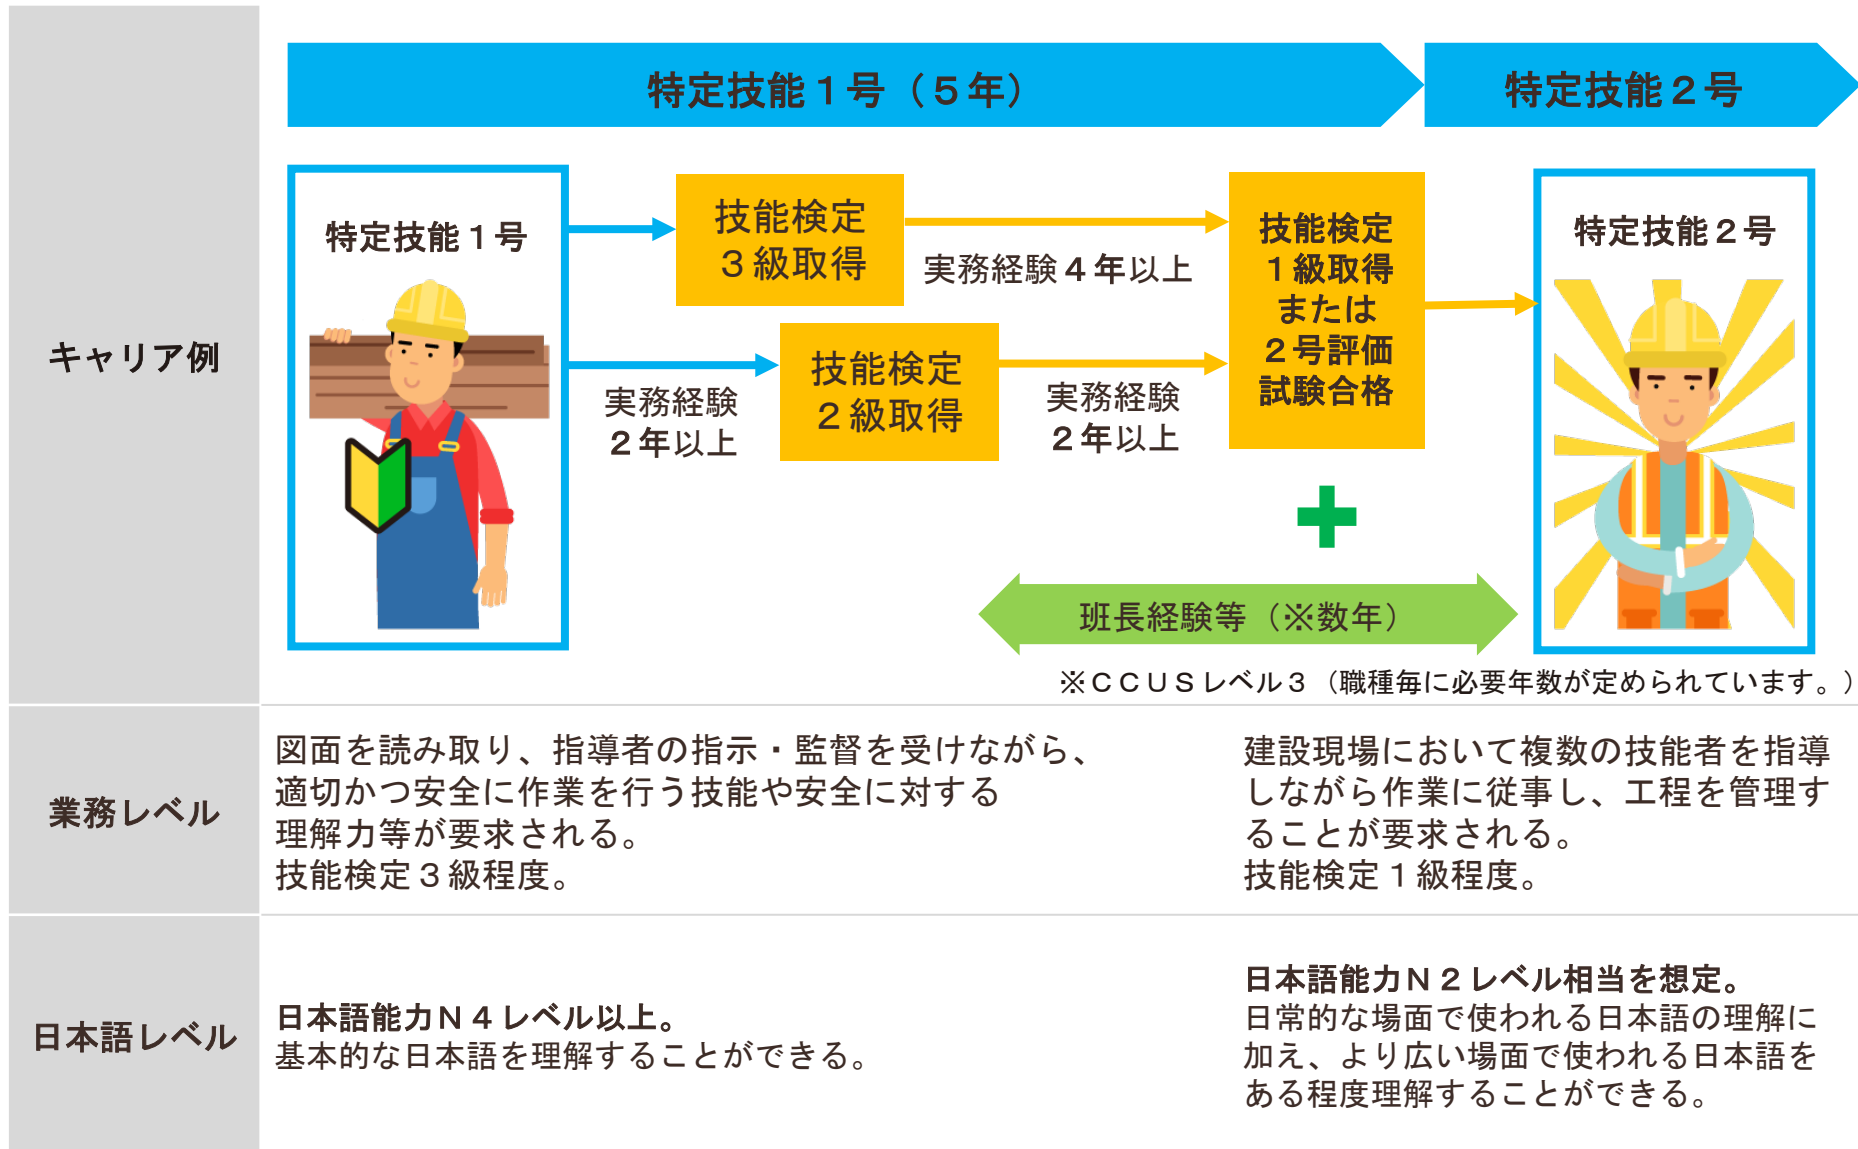 キャリア例
特定技能１号（５年）
特定技能２号
特定技能１号
技能検定
３級取得
実務経験４年以上
実務経験
２年以上
技能検定
２級取得
実務経験
２年以上
技能検定
１級取得
または
２号評価
試験合格
特定技能２号
班長経験等（※数年）
※ＣＣＵＳレベル３（職種毎に必要年数が定められています。）
業務レベル
図面を読み取り、指導者の指示・監督を受けながら、
適切かつ安全に作業を行う技能や安全に対する
理解力等が要求される。
技能検定３級程度。
建設現場において複数の技能者を指導
しながら作業に従事し、工程を管理す
ることが要求される。
技能検定１級程度。
日本語レベル
日本語能力Ｎ４レベル以上。
基本的な日本語を理解することができる。
日本語能力Ｎ２レベル相当を想定。
日常的な場面で使われる日本語の理解に
加え、より広い場面で使われる日本語を
ある程度理解することができる。